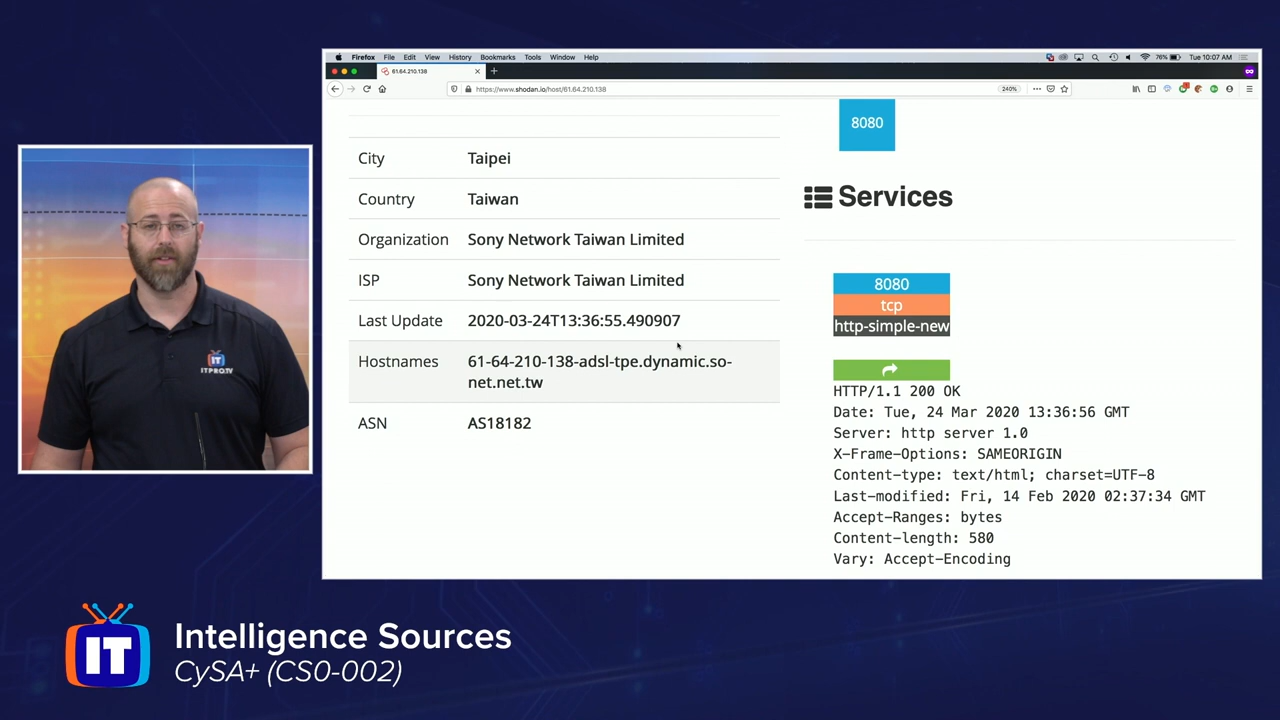 Firefox File Edit View History Bookmarks Tools Window Help
76%
Tue 10:07 AM
61.64.210.138
https://www.shodan.io/host/61.64.210.138
240%
8080
City Taipei
Country Taiwan
Organization Sony Network Taiwan Limited
ISP Sony Network Taiwan Limited
Last Update 2020-03-24T13:36:55.490907
Hostnames 61-64-210-138-adsl-tpe.dynamic.so-
net.net.tw
ASN AS18182
Services
8080
tcp
http-simple-new
HTTP/1.1 200 OK
Date: Tue, 24 Mar 2020 13:36:56 GMT
Server: http server 1.0
X-Frame-Options: SAMEORIGIN
Content-type: text/html; charset=UTF-8
Last-modified: Fri, 14 Feb 2020 02:37:34 GMT
Accept-Ranges: bytes
Content-length: 580
Vary: Accept-Encoding
ITPRO.TV
IT
Intelligence Sources
CySA+ (CS0-002)